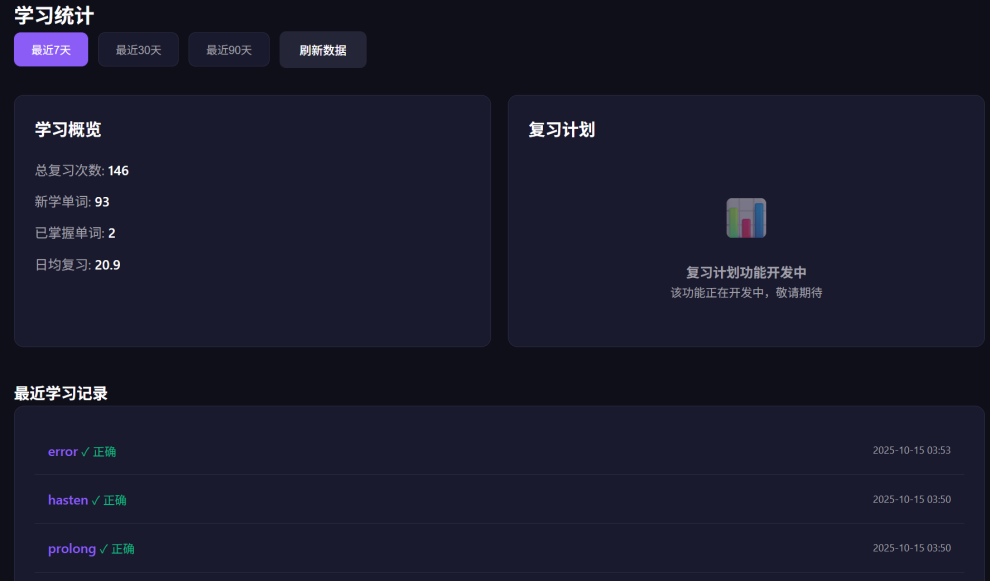 学习统计
最近7天 最近30天 最近90天 刷新数据
学习概览
总复习次数: 146
新学单词: 93
已掌握单词: 2
日均复习: 20.9
复习计划
复习计划功能开发中
该功能正在开发中，敬请期待
最近学习记录
error ✓ 正确 2025-10-15 03:53
hasten ✓ 正确 2025-10-15 03:50
prolong ✓ 正确 2025-10-15 03:50